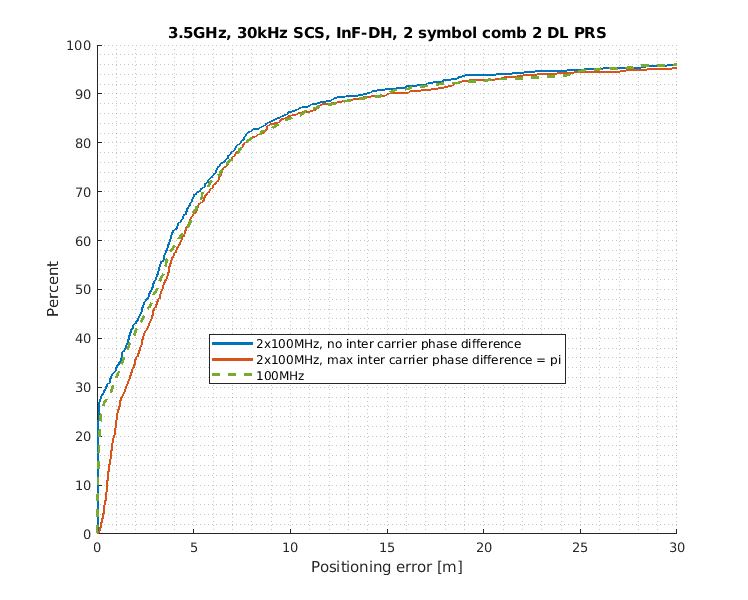 3.5GHz, 30kHz SCS, InF-DH, 2 symbol comb 2 DL PRS
100
90
80
70
60
50
40
30
20
10
0
Percent
2x100MHz, no inter carrier phase difference
2x100MHz, max inter carrier phase difference = pi
100MHz
0 5 10 15 20 25 30
Positioning error [m]